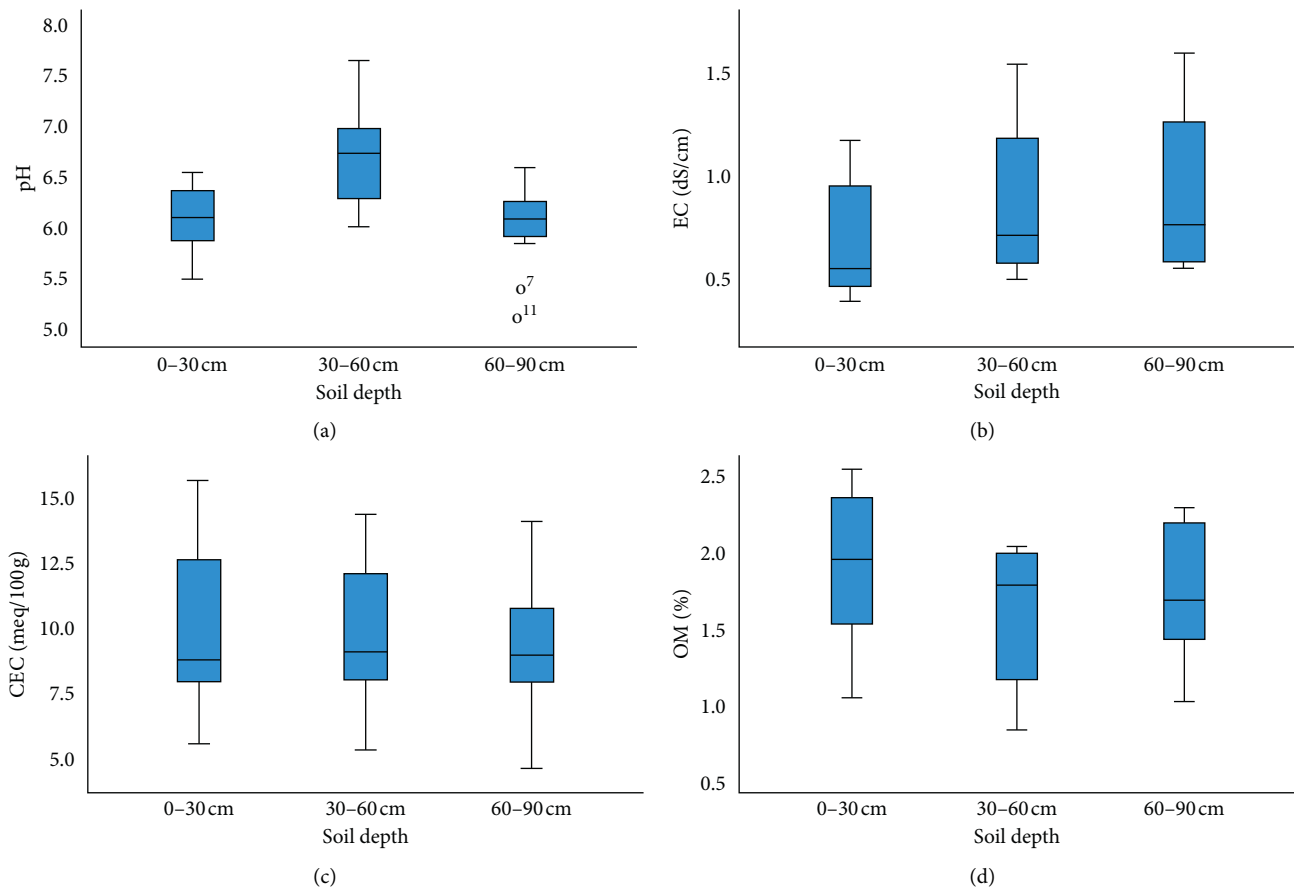 8.0
7.5
7.0
6.5
6.0
5.5
5.0
pH
o7
o11
0–30 cm
30–60 cm
60–90 cm
Soil depth
(a)
1.5
1.0
0.5
EC (dS/cm)
0–30 cm
30–60 cm
60–90 cm
Soil depth
(b)
15.0
12.5
10.0
7.5
5.0
CEC (meq/100 g)
0–30 cm
30–60 cm
60–90 cm
Soil depth
(c)
2.5
2.0
1.5
1.0
0.5
OM (%)
0–30 cm
30–60 cm
60–90 cm
Soil depth
(d)